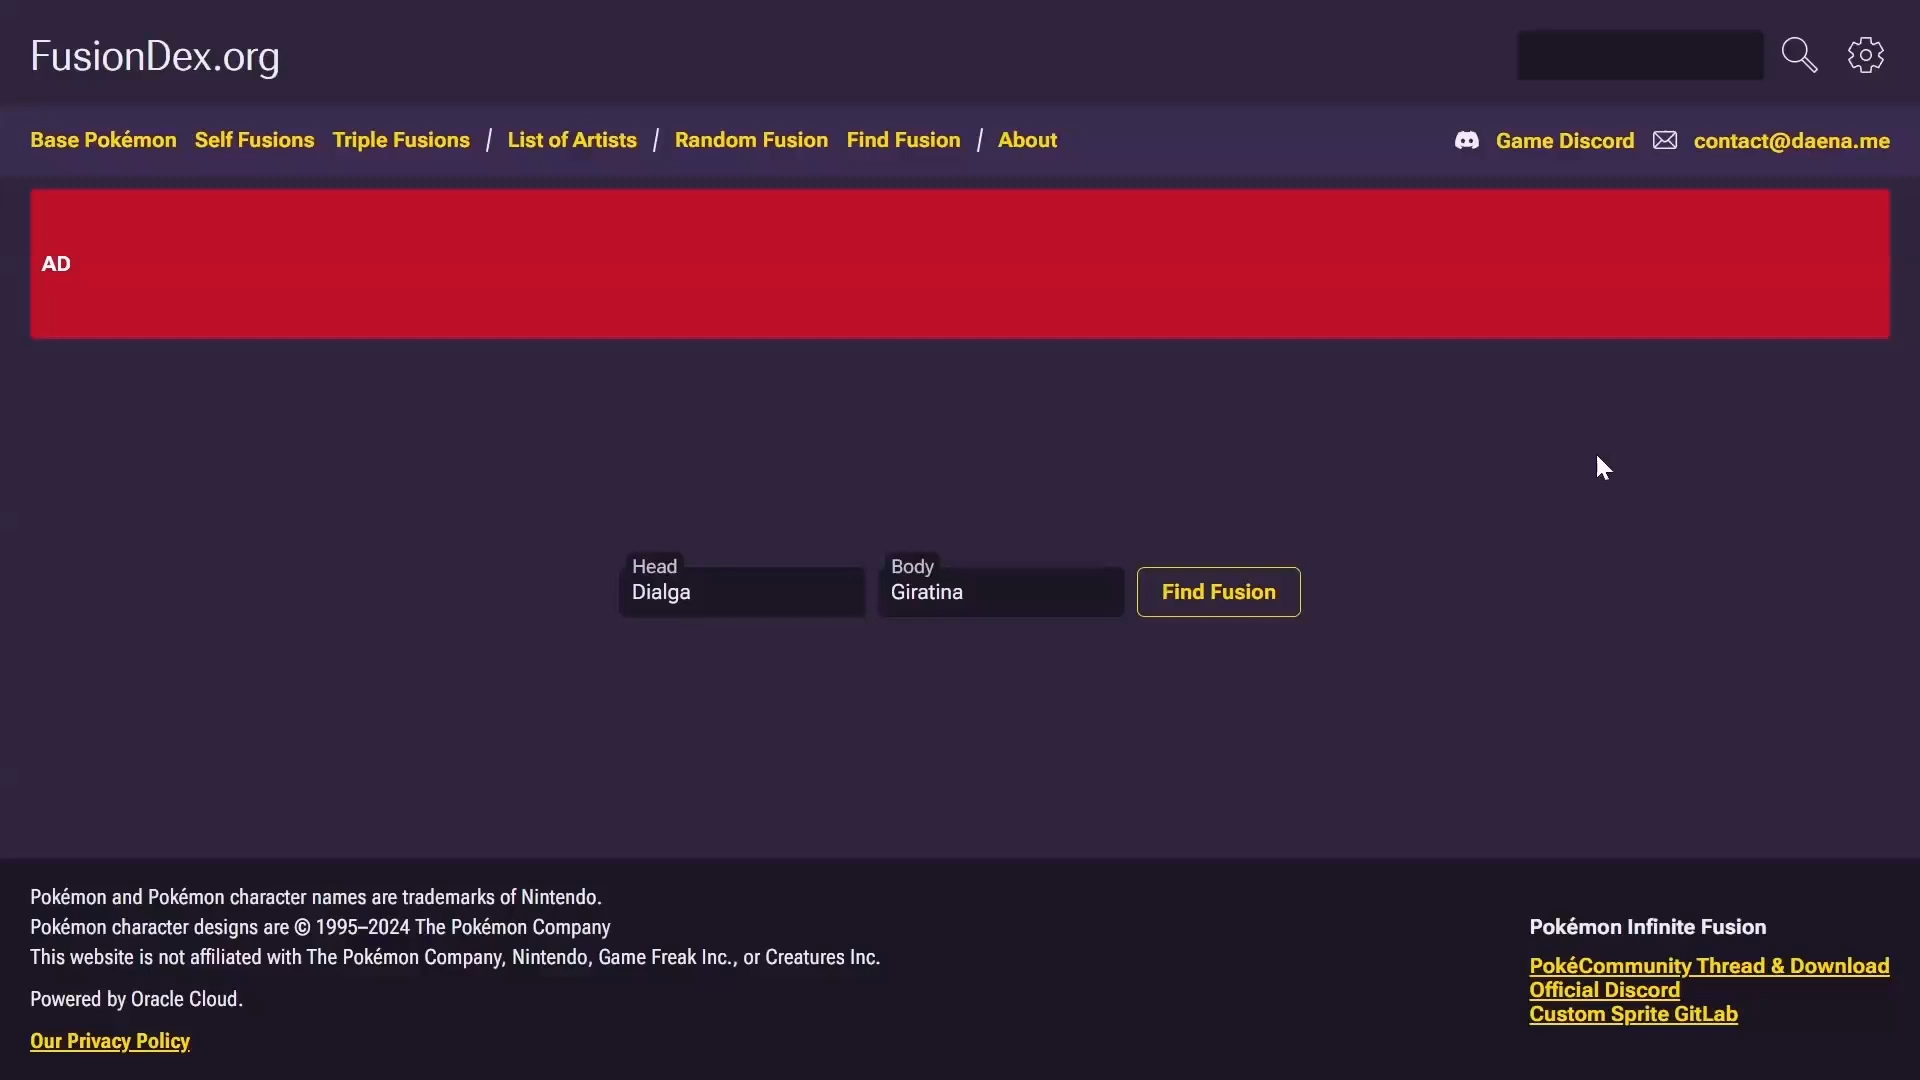 FusionDex.org
Base Pokémon Self Fusions Triple Fusions / List of Artists / Random Fusion Find Fusion / About Game Discord contact@daena.me
AD
Head Body
Dialga Giratina Find Fusion
Pokémon and Pokémon character names are trademarks of Nintendo.
Pokémon character designs are © 1995–2024 The Pokémon Company
This website is not affiliated with The Pokémon Company, Nintendo, Game Freak Inc., or Creatures Inc.
Powered by Oracle Cloud.
Our Privacy Policy
Pokémon Infinite Fusion
PokéCommunity Thread & Download
Official Discord
Custom Sprite GitLab